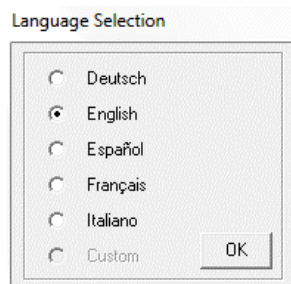 Language Selection
Deutsch
English
Español
Français
Italiano
Custom
OK